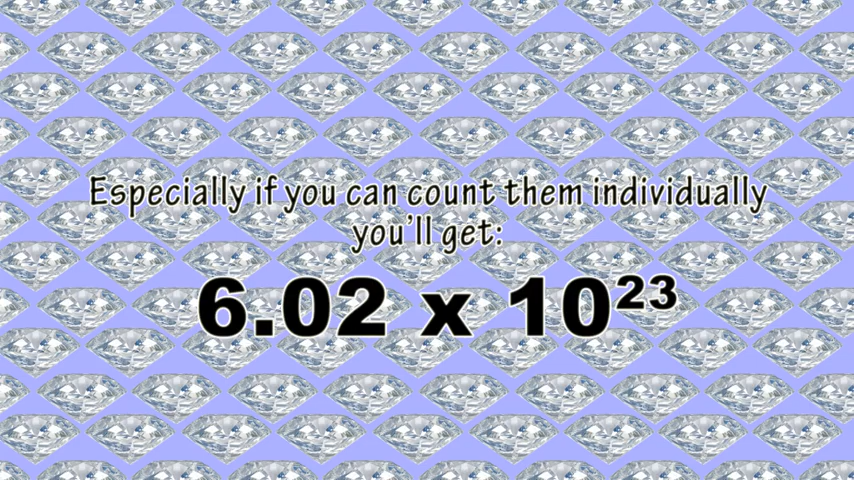 Especially if you can count them individually
you'll get:
6.02 x 10²³